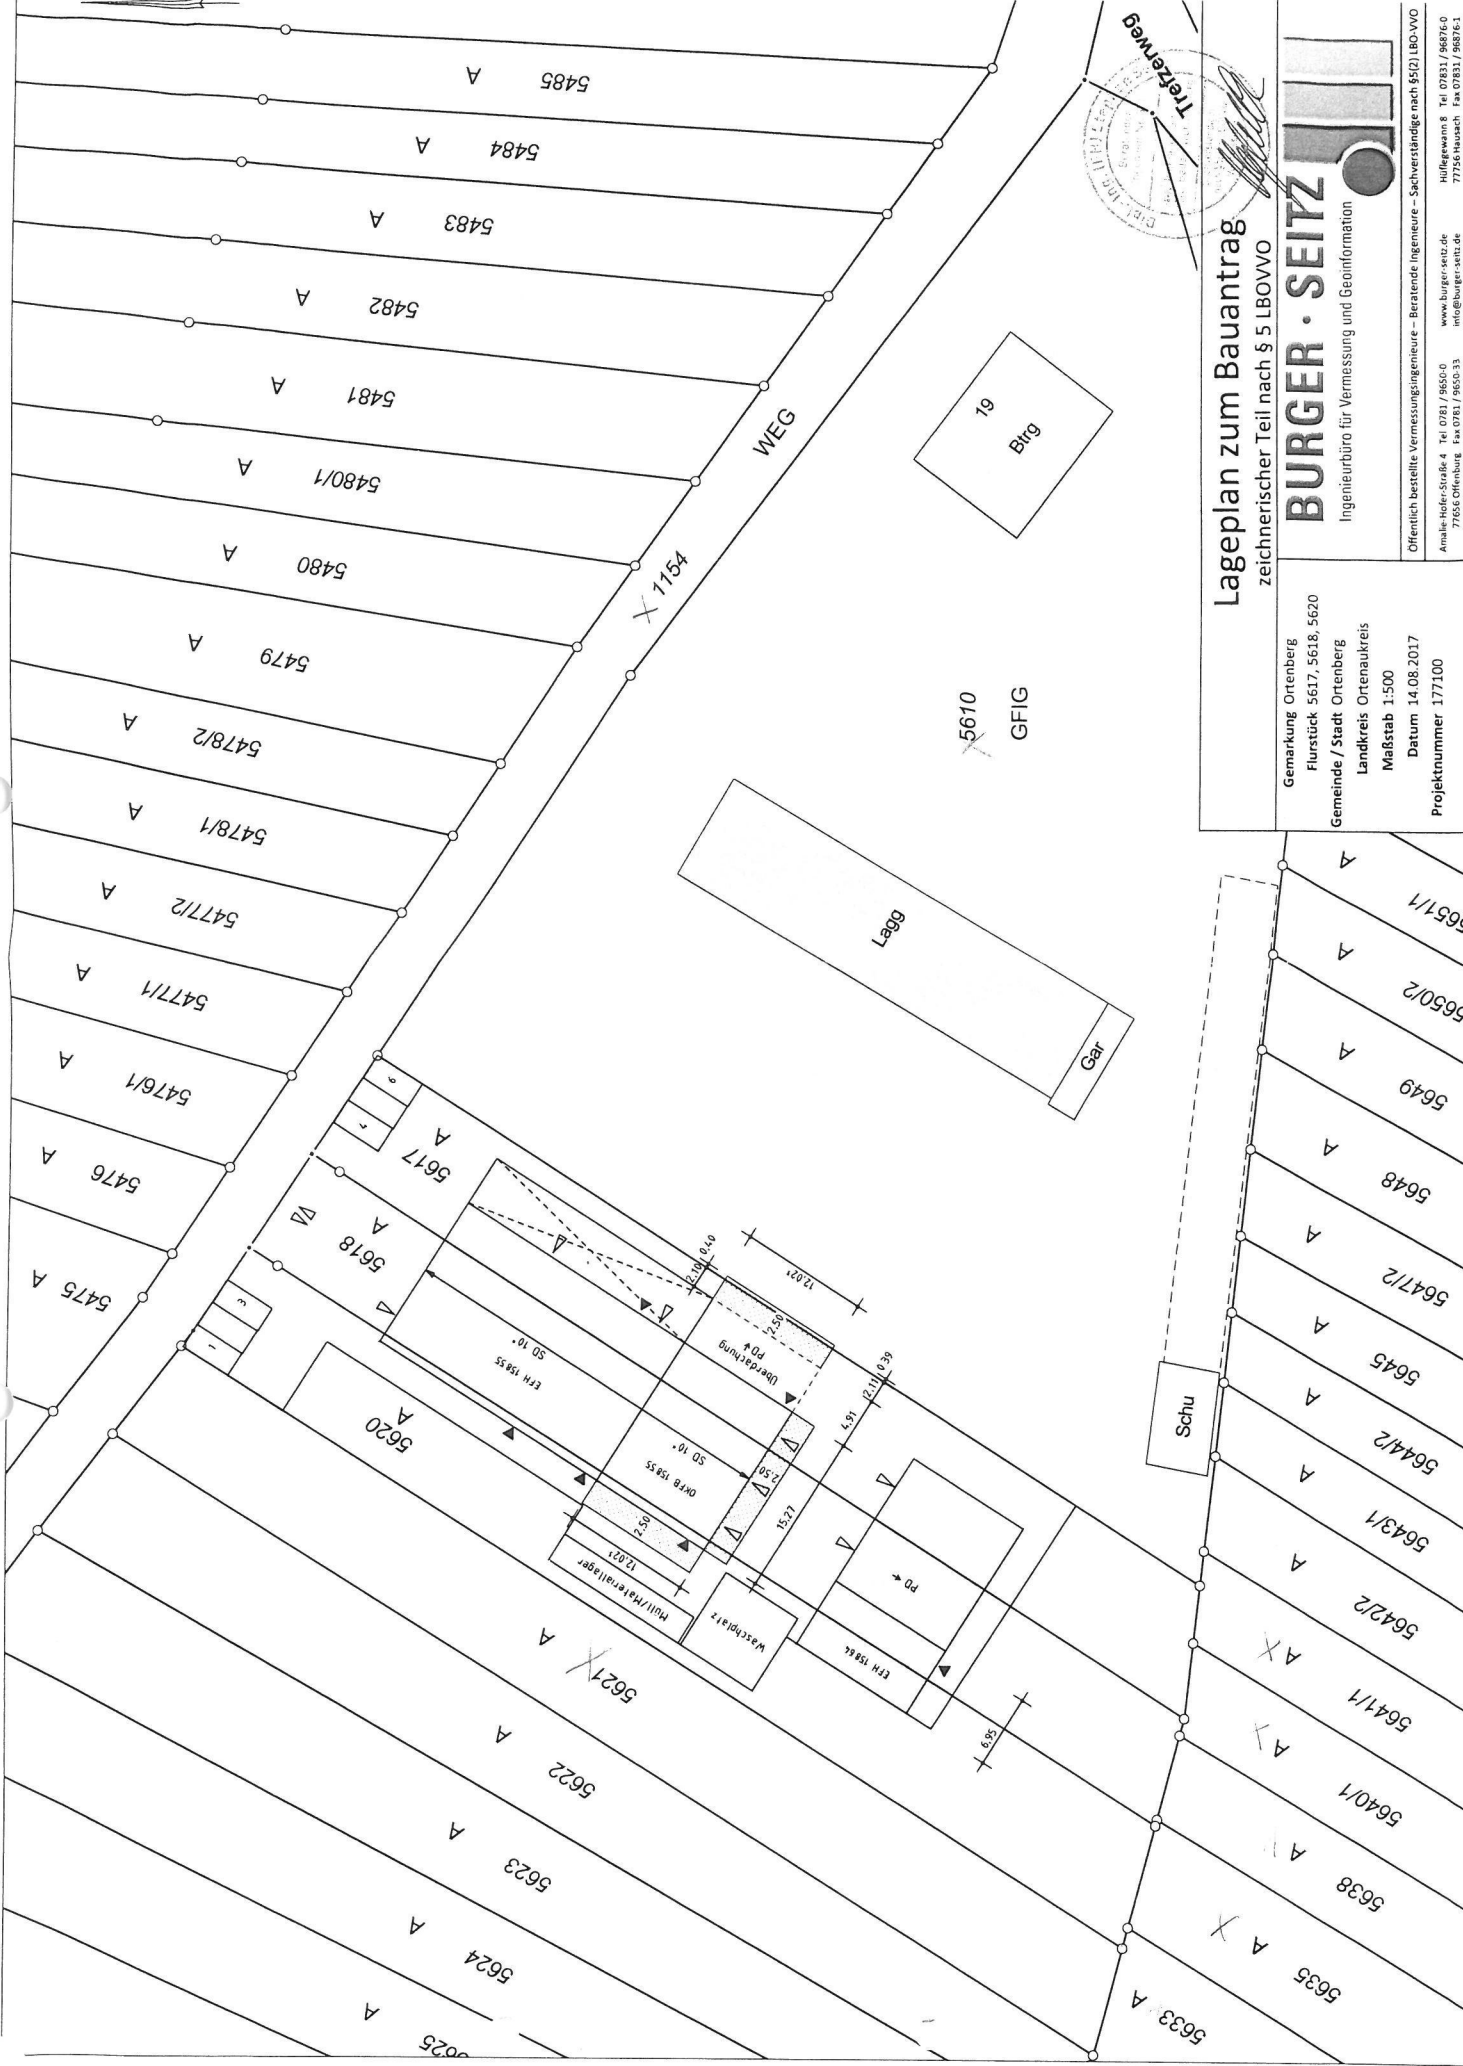 5485
A
5484
A
5483
A
5482
A
5481
A
5480/1
A
5480
A
5479
A
5478/2
A
5478/1
A
5477/2
A
5477/1
A
5476/1
A
5476
A
5475
A
Trefzerweg
WEG
1154
19
Btrg
5610
GFIG
Lagg
Gar
Schu
6
4
5617
A
5618
A
3
1
5620
A
SD 10°
EFH 158.55
Überdachung
PD
2.10
0.40
12.02⁵
2.50
SD 10°
OKFB 158.55
2.50
2.50
12.02⁵
Müll/Materiallager
Waschplatz
15.27
4.91
2.11
0.39
PD
EFH 158.64
6.95
5621
A
5622
A
5623
A
5624
A
5625
A
5651/1
A
5650/2
A
5649
A
5648
A
5647/2
A
5645
A
5644/2
A
5643/1
A
5642/2
A
5641/1
A
5640/1
A
5638
A
5635
A
5633
A
Lageplan zum Bauantrag
zeichnerischer Teil nach § 5 LBOVVO
BURGER · SEITZ
Ingenieurbüro für Vermessung und Geoinformation
Öffentlich bestellte Vermessungsingenieure – Beratende Ingenieure – Sachverständige nach §5(2) LBO-VVO
Amalie-Hofer-Straße 4 Tel 0781 / 9650-0 www.burger-seitz.de Hüflegewann 8 Tel 07831 / 96876-0
77656 Offenburg Fax 0781 / 9650-33 info@burger-seitz.de 77756 Hausach Fax 07831 / 96876-1
Gemarkung Ortenberg
Flurstück 5617, 5618, 5620
Gemeinde / Stadt Ortenberg
Landkreis Ortenaukreis
Maßstab 1:500
Datum 14.08.2017
Projektnummer 177100